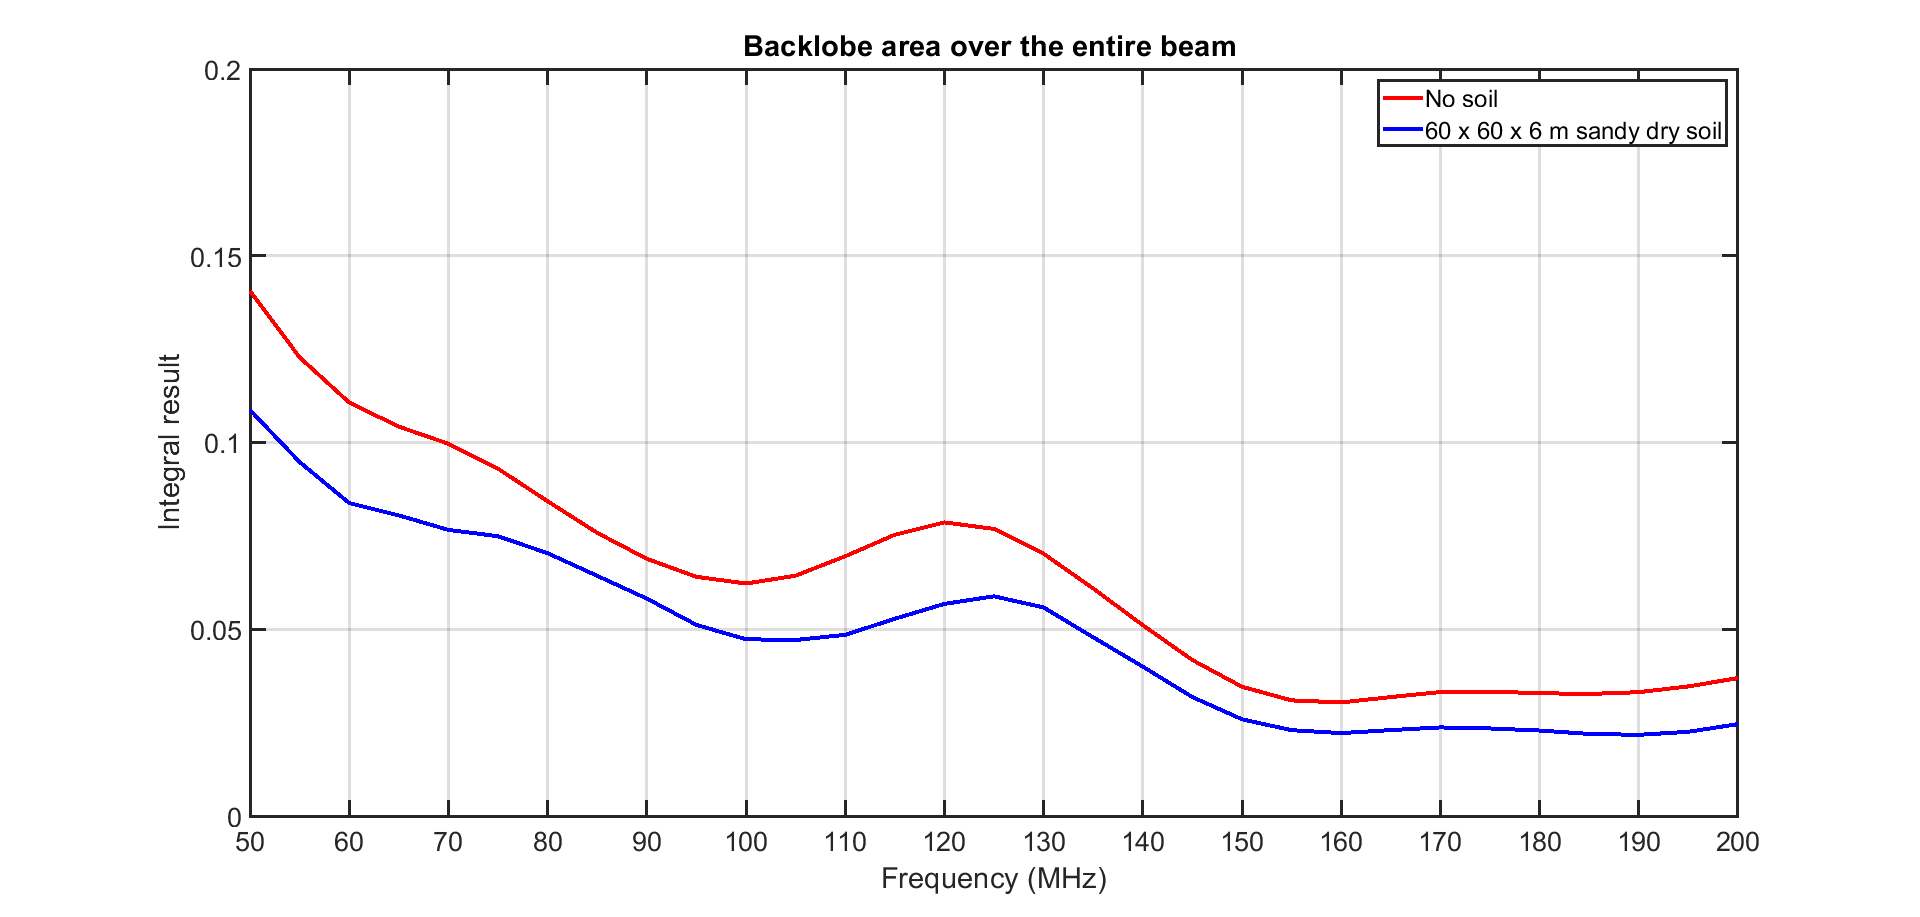 Backlobe area over the entire beam
0.2
0.15
0.1
0.05
0
Integral result
No soil
60 x 60 x 6 m sandy dry soil
50 60 70 80 90 100 110 120 130 140 150 160 170 180 190 200
Frequency (MHz)